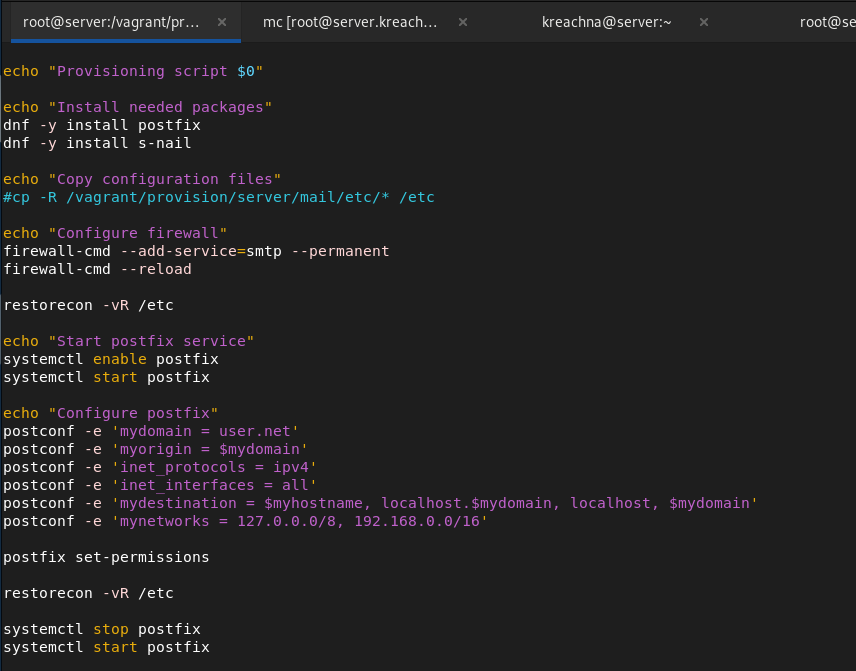 root@server:/vagrant/pr... × mc [root@server.kreach... × kreachna@server:~ × root@se
echo "Provisioning script $0"
echo "Install needed packages"
dnf -y install postfix
dnf -y install s-nail
echo "Copy configuration files"
#cp -R /vagrant/provision/server/mail/etc/* /etc
echo "Configure firewall"
firewall-cmd --add-service=smtp --permanent
firewall-cmd --reload
restorecon -vR /etc
echo "Start postfix service"
systemctl enable postfix
systemctl start postfix
echo "Configure postfix"
postconf -e 'mydomain = user.net'
postconf -e 'myorigin = $mydomain'
postconf -e 'inet_protocols = ipv4'
postconf -e 'inet_interfaces = all'
postconf -e 'mydestination = $myhostname, localhost.$mydomain, localhost, $mydomain'
postconf -e 'mynetworks = 127.0.0.0/8, 192.168.0.0/16'
postfix set-permissions
restorecon -vR /etc
systemctl stop postfix
systemctl start postfix